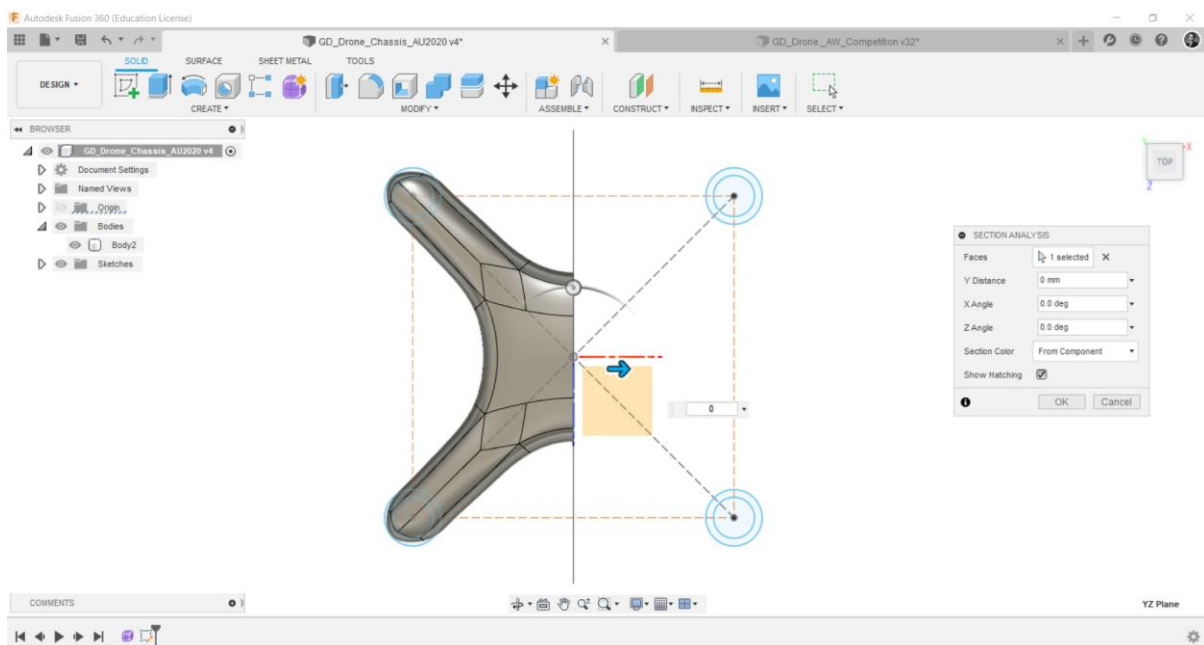 Autodesk Fusion 360 (Education License)
GD_Drone_Chassis_AU2020 v4*
GD_Drone._AW_Competition v32*
SOLID SURFACE SHEET METAL TOOLS
DESIGN
CREATE MODIFY ASSEMBLE CONSTRUCT INSPECT INSERT SELECT
BROWSER
GD_Drone_Chassis_AU2020 v4
Document Settings
Named Views
Origin
Bodies
Body2
Sketches
TOP
X
Z
SECTION ANALYSIS
Faces 1 selected
Y Distance 0 mm
X Angle 0.0 deg
Z Angle 0.0 deg
Section Color From Component
Show Hatching
OK Cancel
0
COMMENTS
YZ Plane